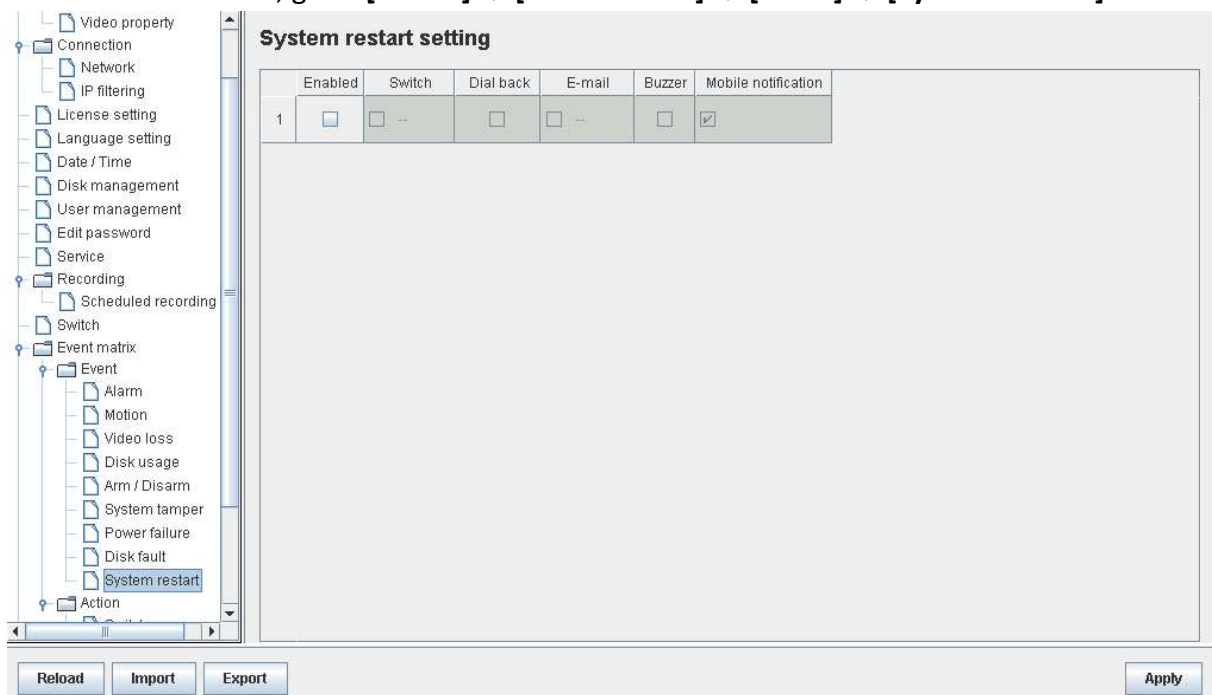 Video property
Connection
Network
IP filtering
License setting
Language setting
Date / Time
Disk management
User management
Edit password
Service
Recording
Scheduled recording
Switch
Event matrix
Event
Alarm
Motion
Video loss
Disk usage
Arm / Disarm
System tamper
Power failure
Disk fault
System restart
Action
System restart setting
Enabled Switch Dial back E-mail Buzzer Mobile notification
1 -- --
Reload Import Export Apply